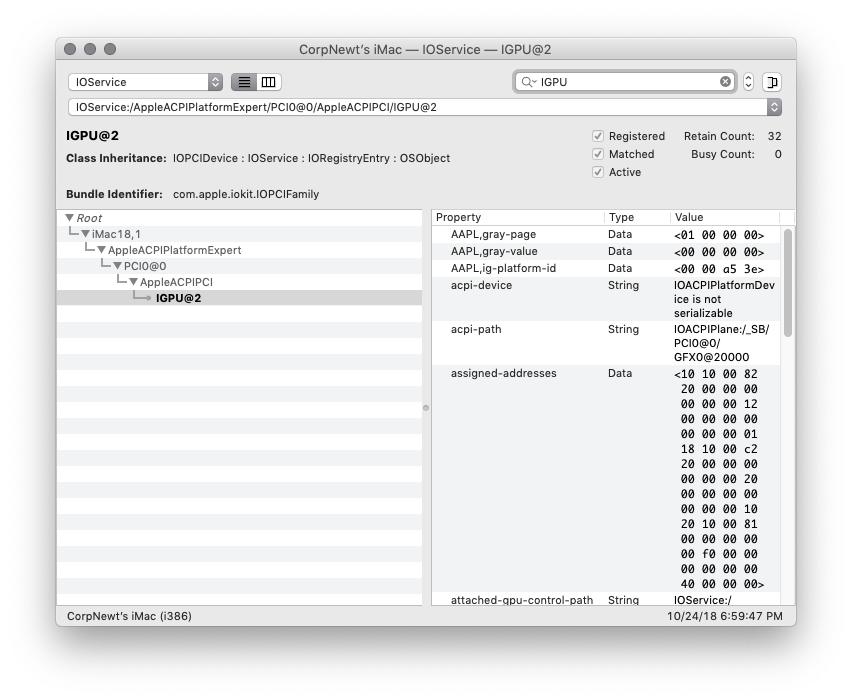 CorpNewt's iMac — IOService — IGPU@2
IOService
IGPU
IOService:/AppleACPIPlatformExpert/PCI0@0/AppleACPIPCI/IGPU@2
IGPU@2
Registered Retain Count: 32
Class Inheritance: IOPCIDevice : IOService : IORegistryEntry : OSObject
Matched Busy Count: 0
Active
Bundle Identifier: com.apple.iokit.IOPCIFamily
Root
iMac18,1
AppleACPIPlatformExpert
PCI0@0
AppleACPIPCI
IGPU@2
Property Type Value
AAPL,gray-page Data <01 00 00 00>
AAPL,gray-value Data <00 00 00 00>
AAPL,ig-platform-id Data <00 00 a5 3e>
acpi-device String IOACPIPlatformDev
ice is not
serializable
acpi-path String IOACPIPlane:/_SB/
PCI0@0/
GFX0@20000
assigned-addresses Data <10 10 00 82
20 00 00 00
00 00 00 12
00 00 00 00
00 00 00 01
18 10 00 c2
20 00 00 00
00 00 00 20
00 00 00 00
00 00 00 10
20 10 00 81
00 00 00 00
00 f0 00 00
00 00 00 00
40 00 00 00>
attached-gpu-control-path String IOService:/
CorpNewt's iMac (i386) 10/24/18 6:59:47 PM